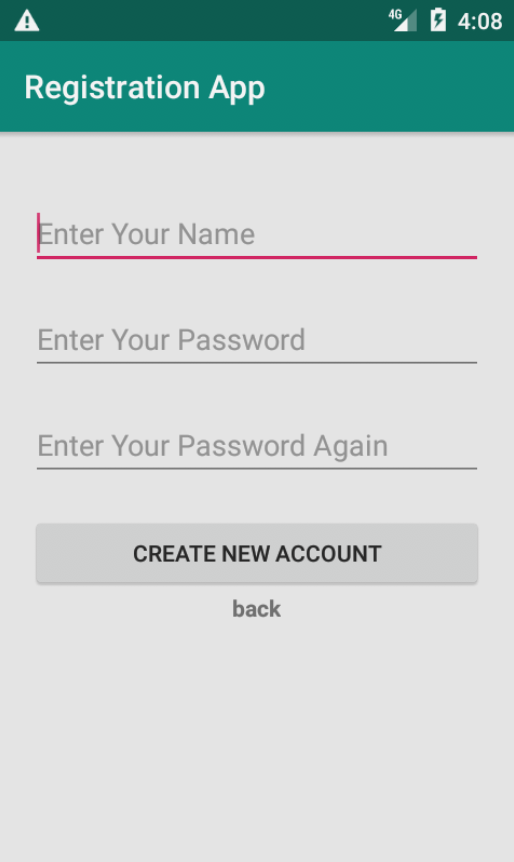 4G 4:08
Registration App
Enter Your Name
Enter Your Password
Enter Your Password Again
CREATE NEW ACCOUNT
back